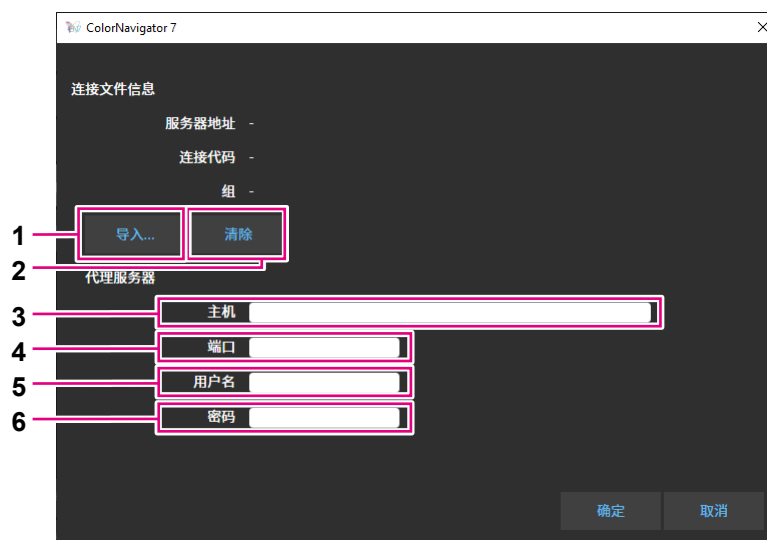 ColorNavigator 7
连接文件信息
服务器地址 -
连接代码 -
组 -
1 导入... 清除
2
代理服务器
3 主机
4 端口
5 用户名
6 密码
确定 取消